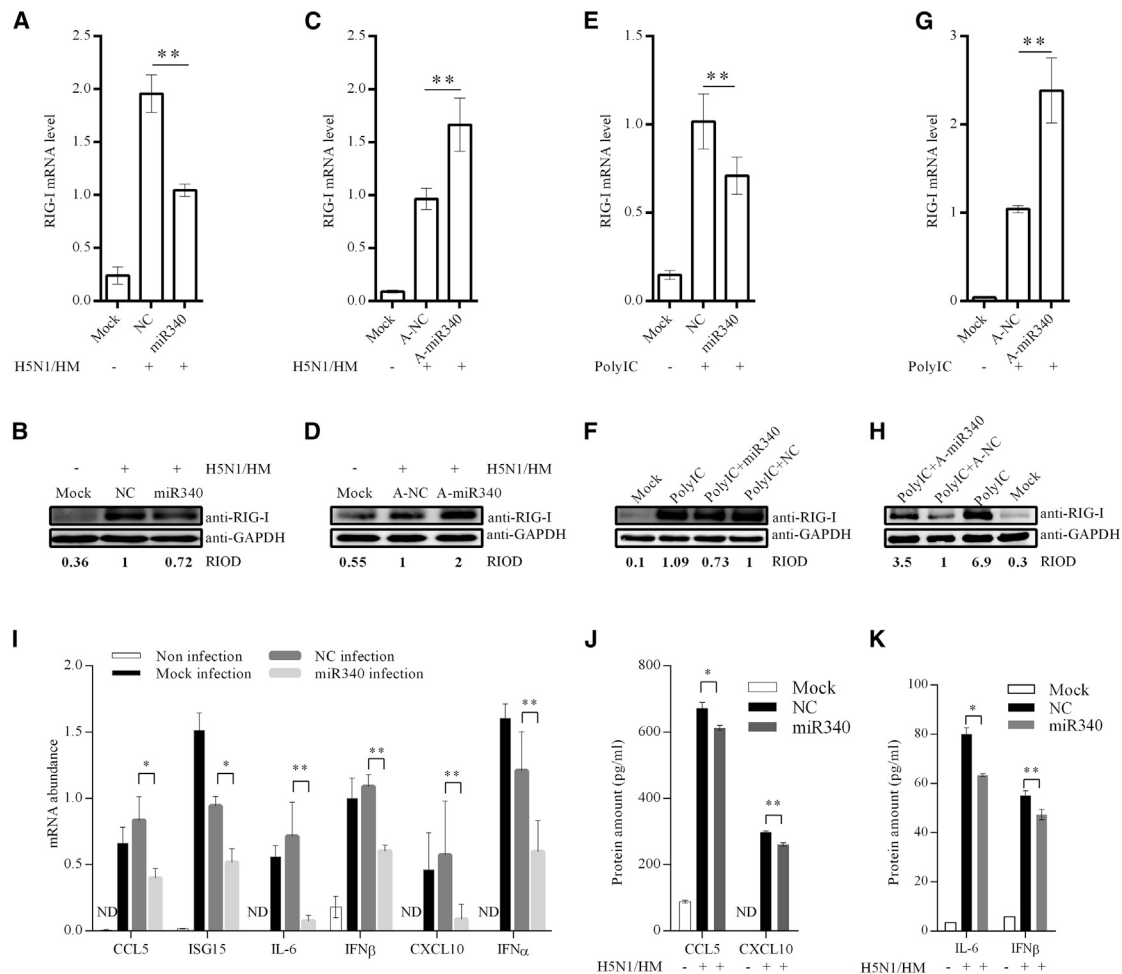 A
RIG-I mRNA level
2.5
2.0
1.5
1.0
0.5
0.0
**
Mock
NC
miR340
H5N1/HM - + +
C
RIG-I mRNA level
2.5
2.0
1.5
1.0
0.5
0.0
**
Mock
A-NC
A-miR340
H5N1/HM - + +
E
RIG-I mRNA level
1.5
1.0
0.5
0.0
**
Mock
NC
miR340
PolyIC - + +
G
RIG-I mRNA level
3
2
1
0
**
Mock
A-NC
A-miR340
PolyIC - + +
B
- + + H5N1/HM
Mock NC miR340
anti-RIG-I
anti-GAPDH
0.36 1 0.72 RIOD
D
- + + H5N1/HM
Mock A-NC A-miR340
anti-RIG-I
anti-GAPDH
0.55 1 2 RIOD
F
Mock
PolyIC
PolyIC+miR340
PolyIC+NC
anti-RIG-I
anti-GAPDH
0.1 1.09 0.73 1 RIOD
H
PolyIC+A-miR340
PolyIC+A-NC
PolyIC
Mock
anti-RIG-I
anti-GAPDH
3.5 1 6.9 0.3 RIOD
I
Non infection NC infection
Mock infection miR340 infection
mRNA abundance
2.0
1.5
1.0
0.5
0.0
* * ** ** ** **
ND ND ND ND
CCL5 ISG15 IL-6 IFNβ CXCL10 IFNα
J
Mock
NC
miR340
Protein amount (pg/ml)
800
600
400
200
0
* **
ND
CCL5 CXCL10
H5N1/HM - + + - + +
K
Mock
NC
miR340
Protein amount (pg/ml)
100
80
60
40
20
0
* **
IL-6 IFNβ
- + + - + +